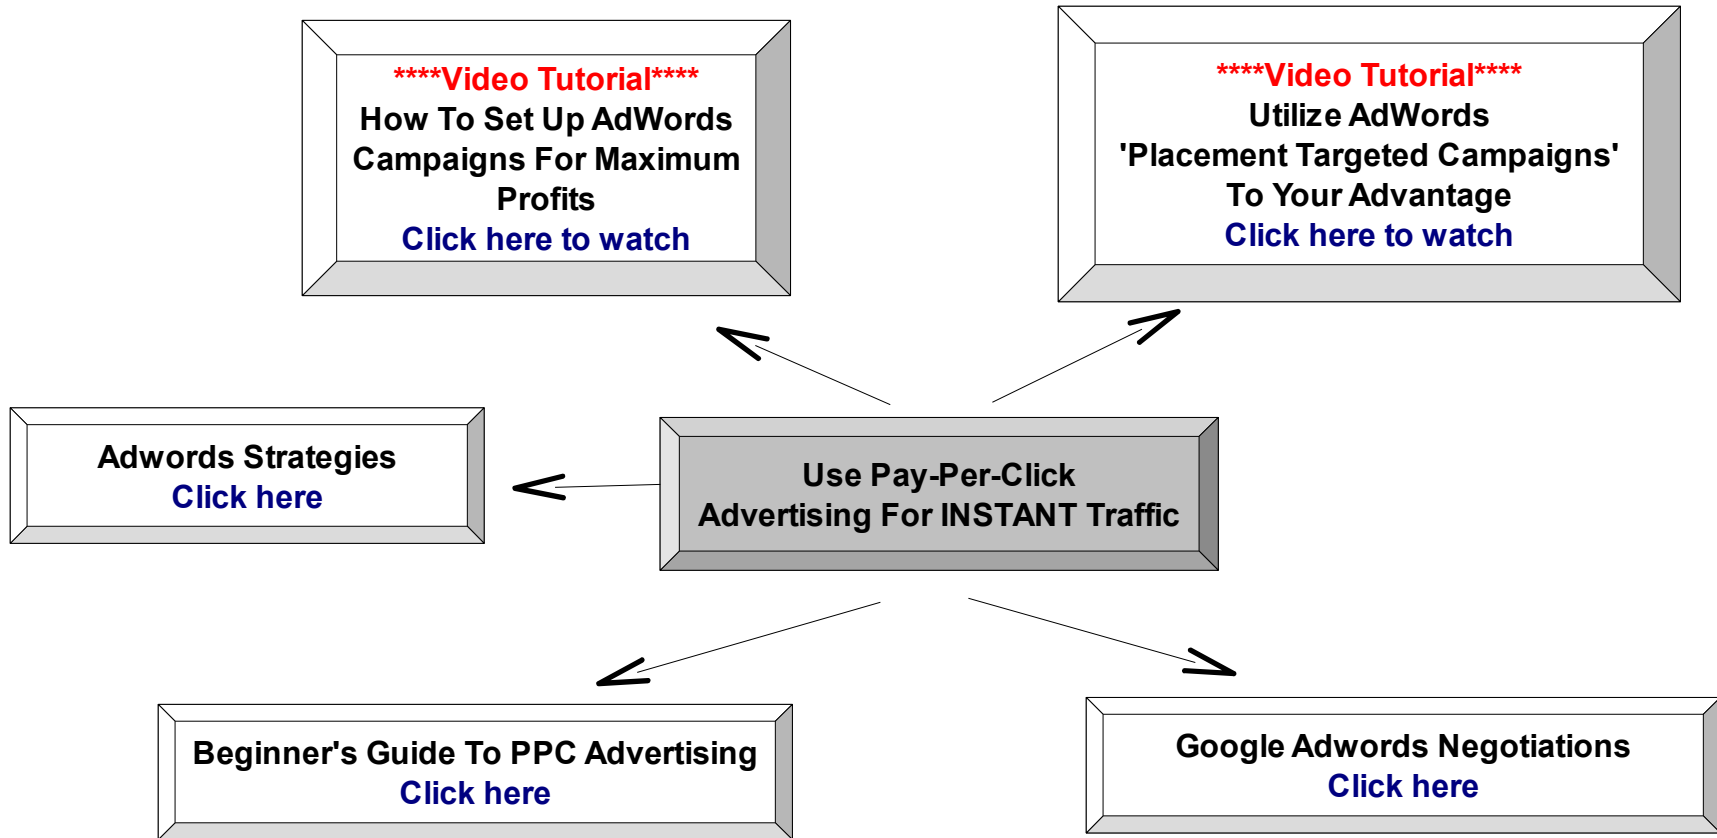 ****Video Tutorial****
How To Set Up AdWords
Campaigns For Maximum
Profits
Click here to watch
****Video Tutorial****
Utilize AdWords
'Placement Targeted Campaigns'
To Your Advantage
Click here to watch
Adwords Strategies
Click here
Use Pay-Per-Click
Advertising For INSTANT Traffic
Beginner's Guide To PPC Advertising
Click here
Google Adwords Negotiations
Click here